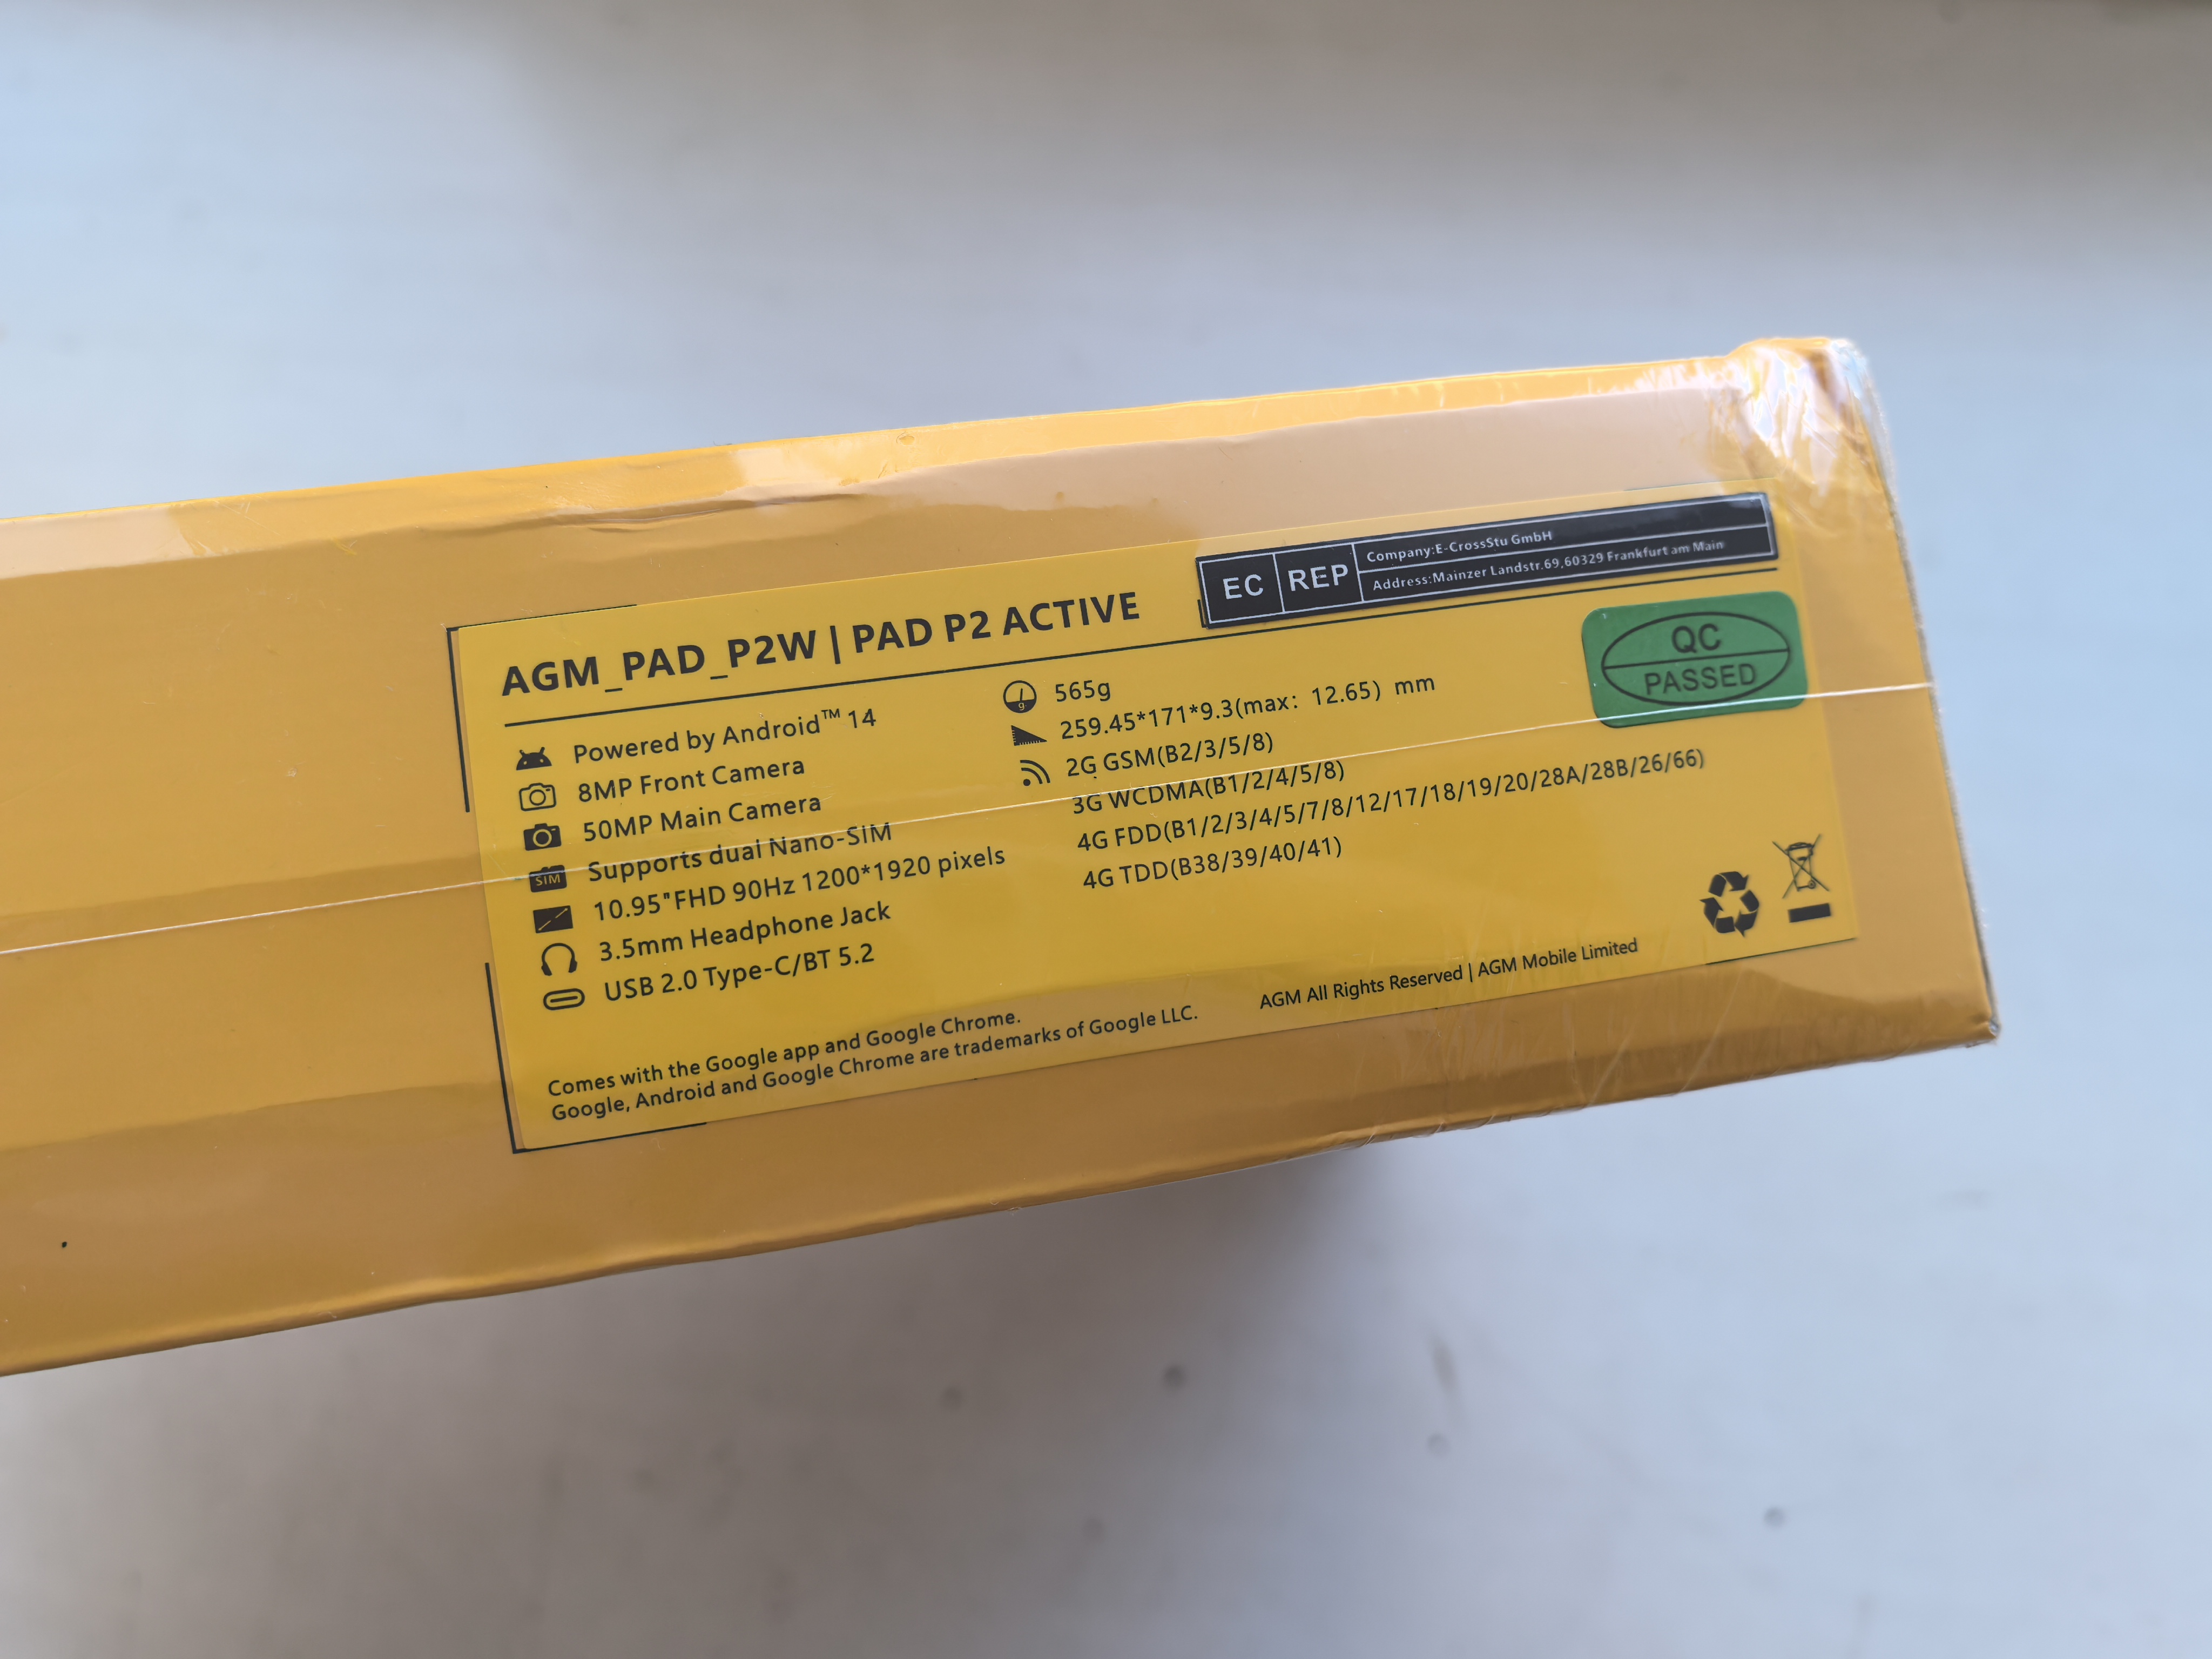 AGM_PAD_P2W | PAD P2 ACTIVE
EC REP
Company:E-CrossStu GmbH
Address:Mainzer Landstr.69,60329 Frankfurt am Main
QC
PASSED
Powered by Android™ 14
8MP Front Camera
50MP Main Camera
SIM Supports dual Nano-SIM
10.95"FHD 90Hz 1200*1920 pixels
3.5mm Headphone Jack
USB 2.0 Type-C/BT 5.2
565g
259.45*171*9.3(max: 12.65) mm
2G GSM(B2/3/5/8)
3G WCDMA(B1/2/4/5/8)
4G FDD(B1/2/3/4/5/7/8/12/17/18/19/20/28A/28B/26/66)
4G TDD(B38/39/40/41)
Comes with the Google app and Google Chrome.
Google, Android and Google Chrome are trademarks of Google LLC.
AGM All Rights Reserved | AGM Mobile Limited